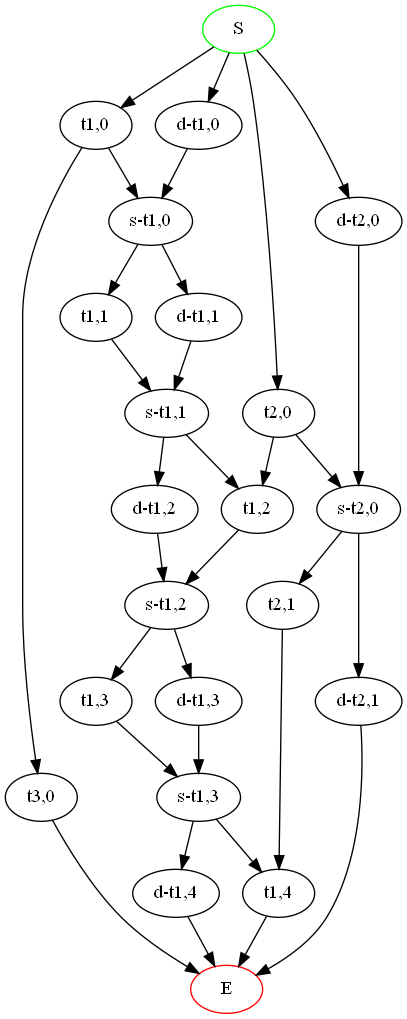 S
t1,0
d-t1,0
s-t1,0
d-t2,0
t1,1
d-t1,1
s-t1,1
t2,0
d-t1,2
t1,2
s-t2,0
s-t1,2
t2,1
t1,3
d-t1,3
d-t2,1
t3,0
s-t1,3
d-t1,4
t1,4
E